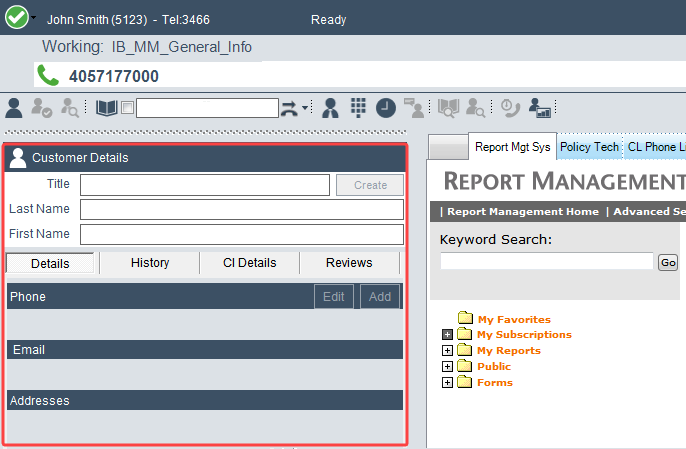 John Smith (5123) - Tel:3466 Ready
Working: IB_MM_General_Info
4057177000
Customer Details
Title Create
Last Name
First Name
Details History CI Details Reviews
Phone Edit Add
Email
Addresses
Report Mgt Sys Policy Tech CL Phone Li
REPORT MANAGEMENT
| Report Management Home | Advanced Se
Keyword Search:
Go
My Favorites
My Subscriptions
My Reports
Public
Forms